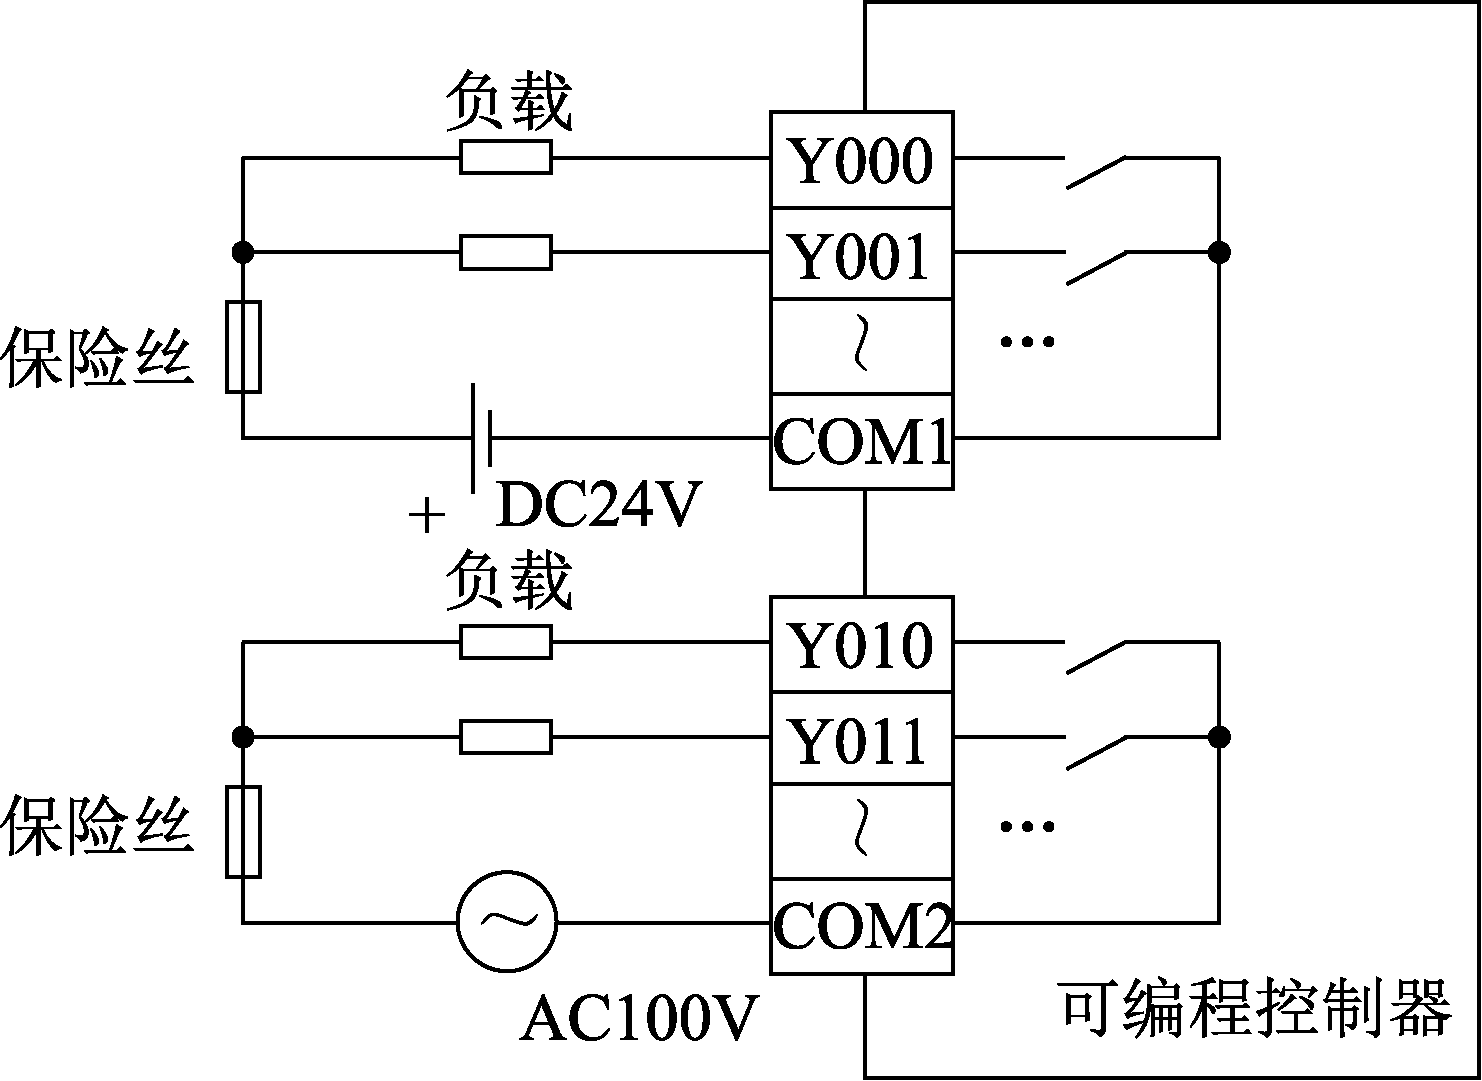 负载
Y000
Y001
~
保险丝
…
COM1
+
DC24V
负载
Y010
Y011
~
保险丝
…
~
COM2
AC100V
可编程控制器